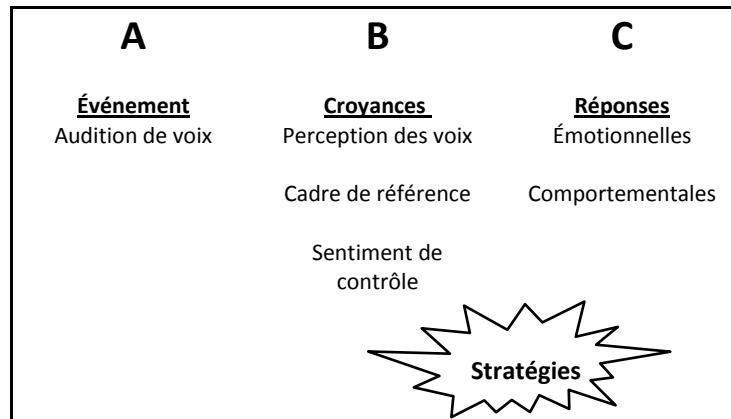 A B C
Événement Croyances Réponses
Audition de voix Perception des voix Émotionnelles
Cadre de référence Comportementales
Sentiment de
contrôle
Stratégies